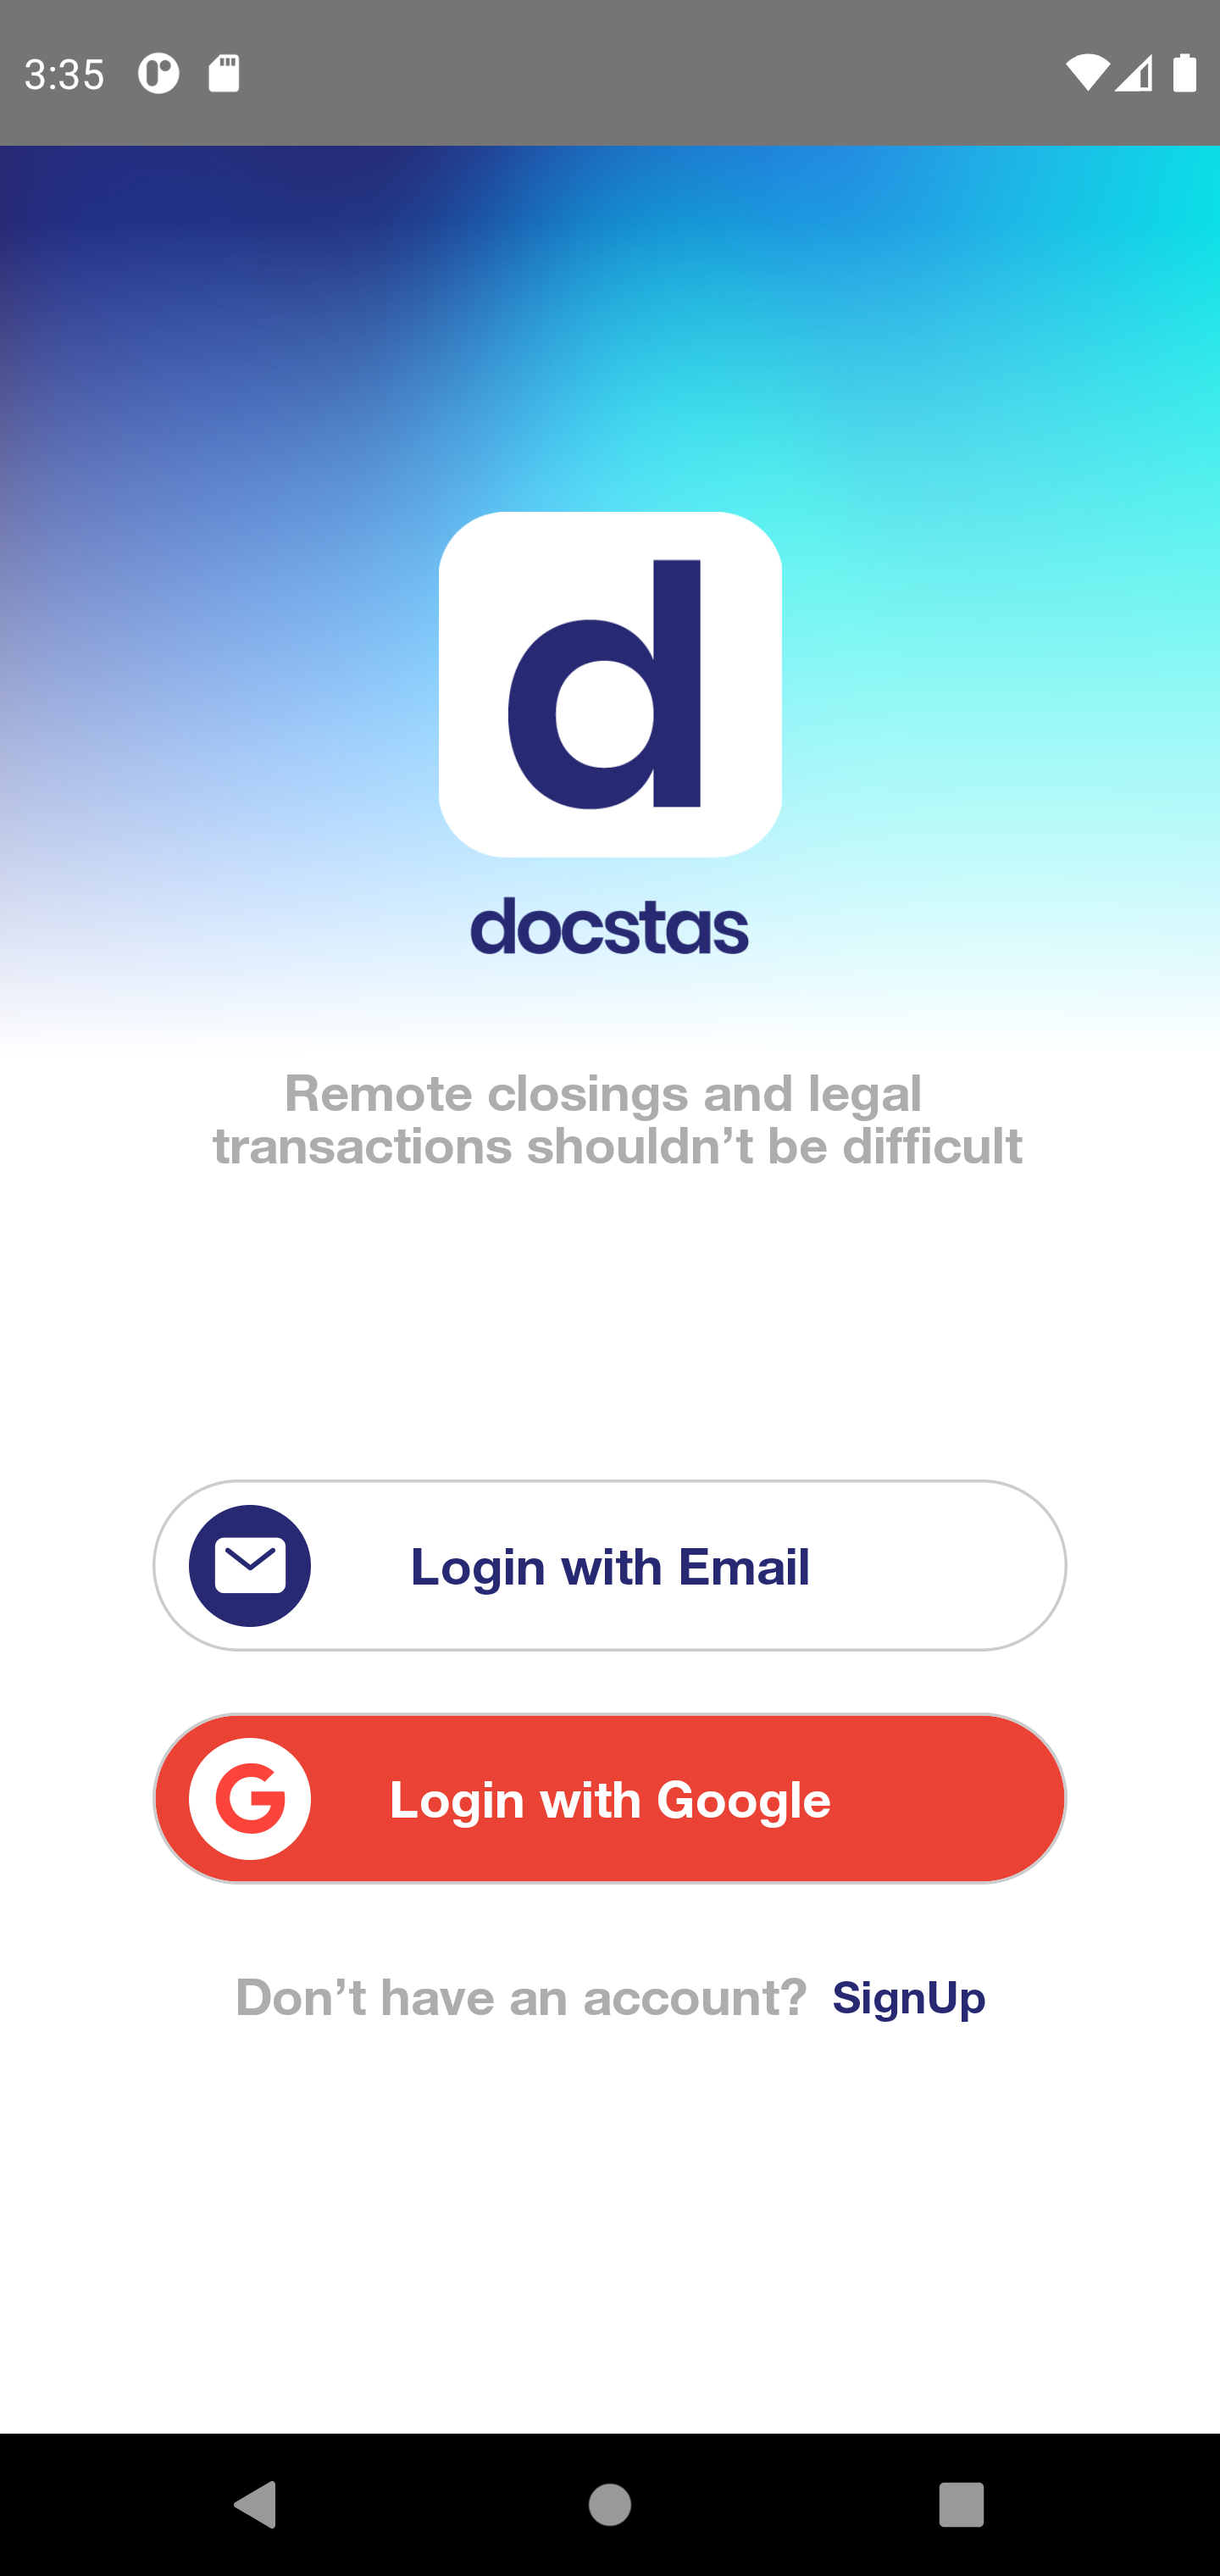 3:35
d
docstas
Remote closings and legal
transactions shouldn’t be difficult
Login with Email
G
Login with Google
Don’t have an account? SignUp